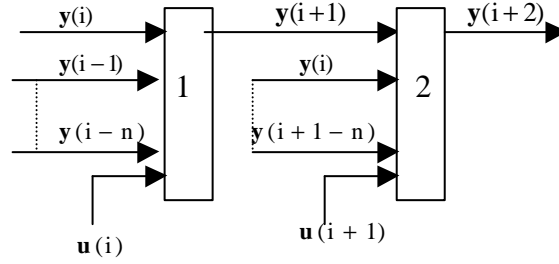 y(i)
y(i−1)
y(i − n)
u(i)
1
y(i+1)
y(i)
y(i + 1 − n)
u(i + 1)
2
y(i+2)